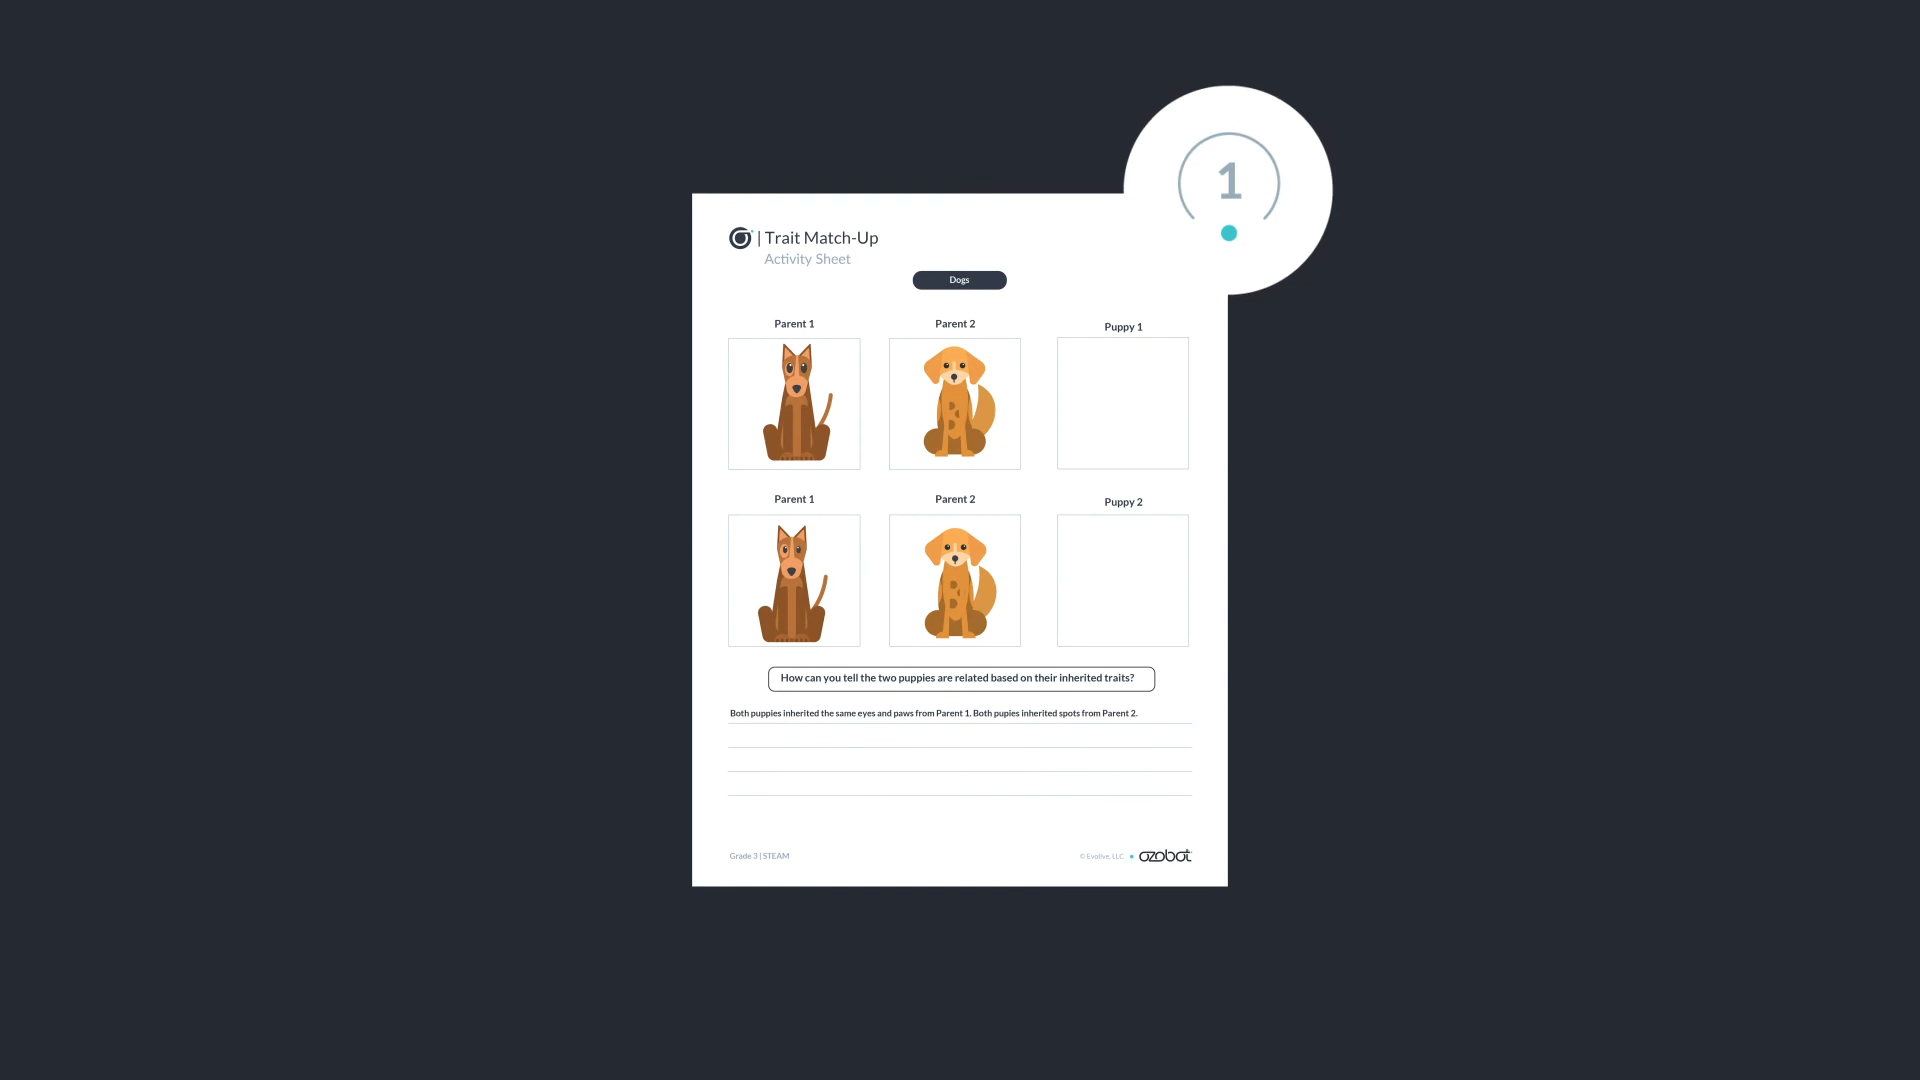 1
| Trait Match-Up
Activity Sheet
Dogs
Parent 1
Parent 2
Puppy 1
Parent 1
Parent 2
Puppy 2
How can you tell the two puppies are related based on their inherited traits?
Both puppies inherited the same eyes and paws from Parent 1. Both pupies inherited spots from Parent 2.
Grade 3 | STEAM
© Evollve, LLC • ozobot